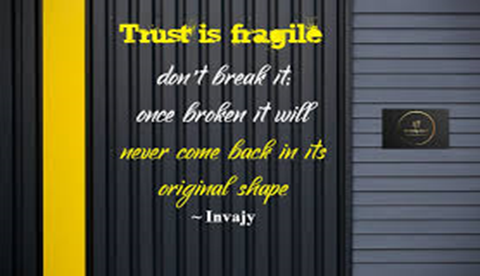 Trust is fragile
don't break it:
once broken it will
never come back in its
original shape
~ Invajy